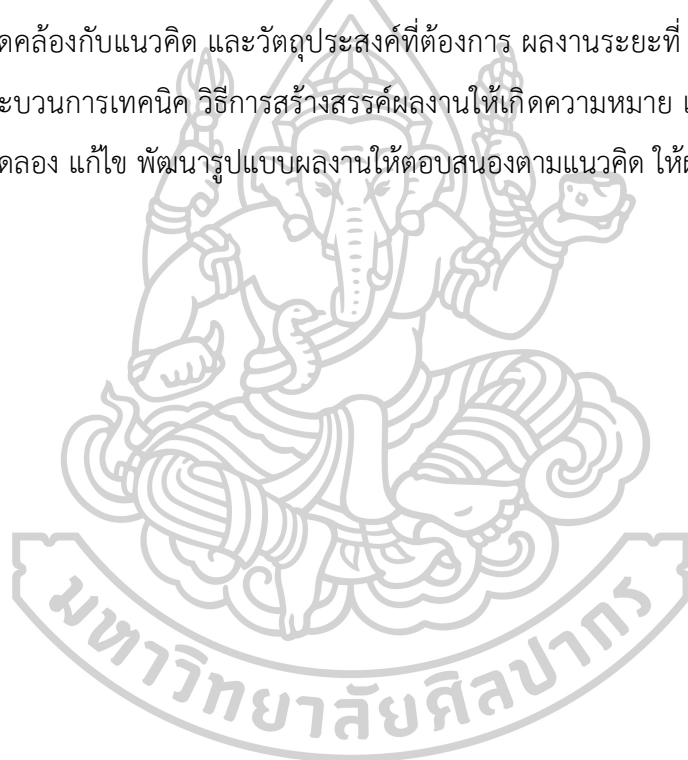 ดคล้องกับแนวคิด และวัตถุประสงค์ที่ต้องการ ผลงานระยะที่
ะบวนการเทคนิค วิธีการสร้างสรรค์ผลงานให้เกิดความหมาย
ดลอง แก้ไข พัฒนารูปแบบผลงานให้ตอบสนองตามแนวคิด
มหาวิทยาลัยศิลปากร